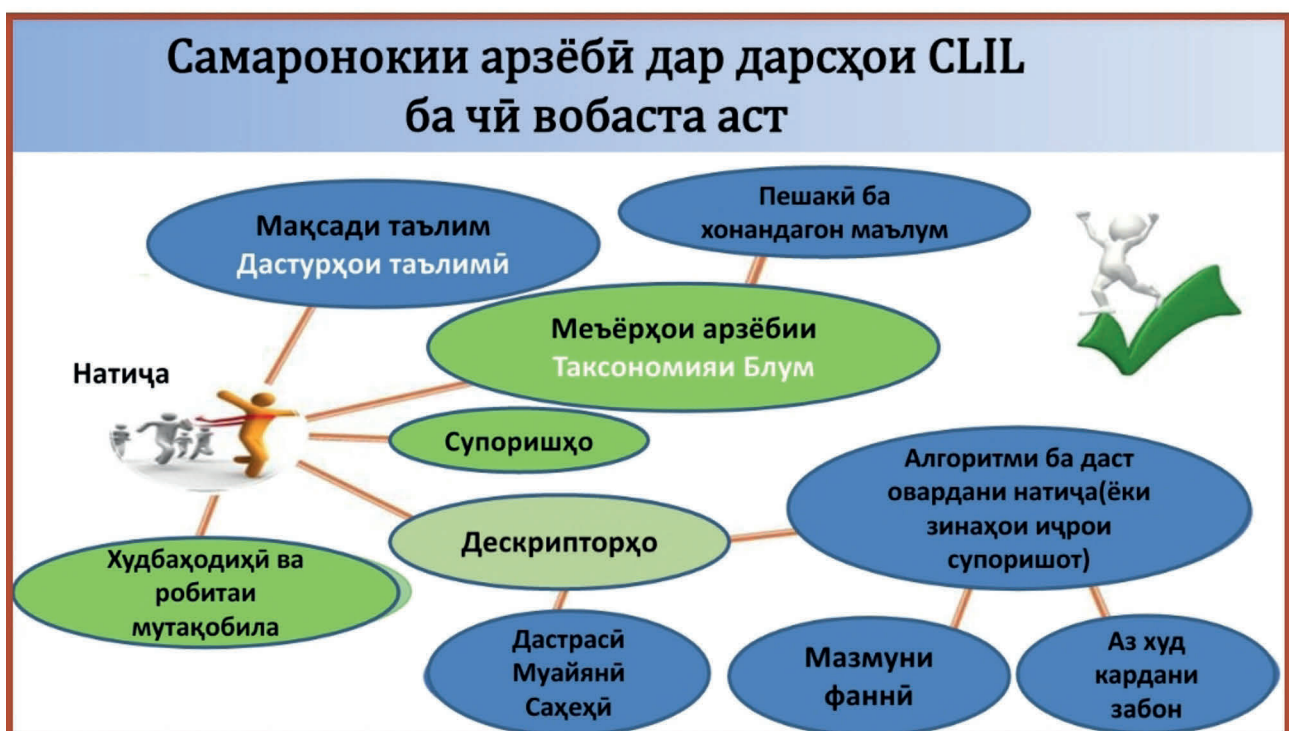 Самаронокии арзёбӣ дар дарсҳои CLIL
ба чӣ вобаста аст
Мақсади таълим
Дастурҳои таълимӣ
Пешакӣ ба
хонандагон маълум
Меъёрҳои арзёбии
Таксономияи Блум
Натиҷа
Супоришҳо
Алгоритми ба даст
овардани натиҷа(ёки
зинаҳои иҷрои
супоришот)
Дескрипторҳо
Худбаҳодиҳӣ ва
робитаи
мутақобила
Дастрасӣ
Муайянӣ
Саҳеҳӣ
Мазмуни
фаннӣ
Аз худ
кардани
забон